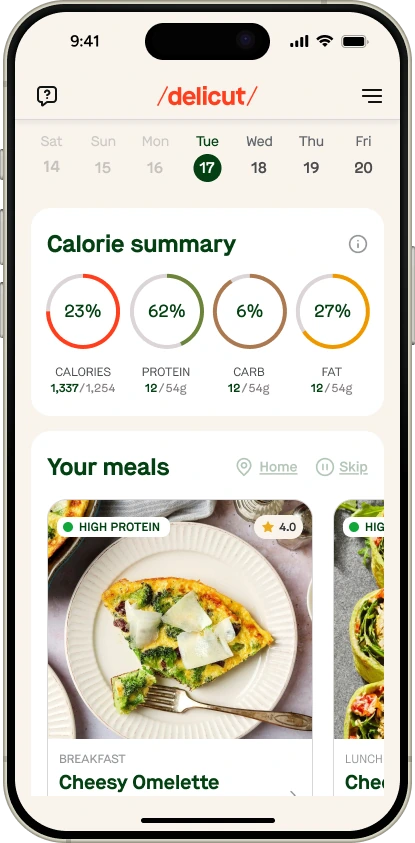 9:41
/delicut/
Sat Sun Mon Tue Wed Thu Fri
14 15 16 17 18 19 20
Calorie summary
23% 62% 6% 27%
CALORIES PROTEIN CARB FAT
1,337/1,254 12/54g 12/54g 12/54g
Your meals Home Skip
HIGH PROTEIN 4.0 HIG
BREAKFAST LUNCH
Cheesy Omelette Chee